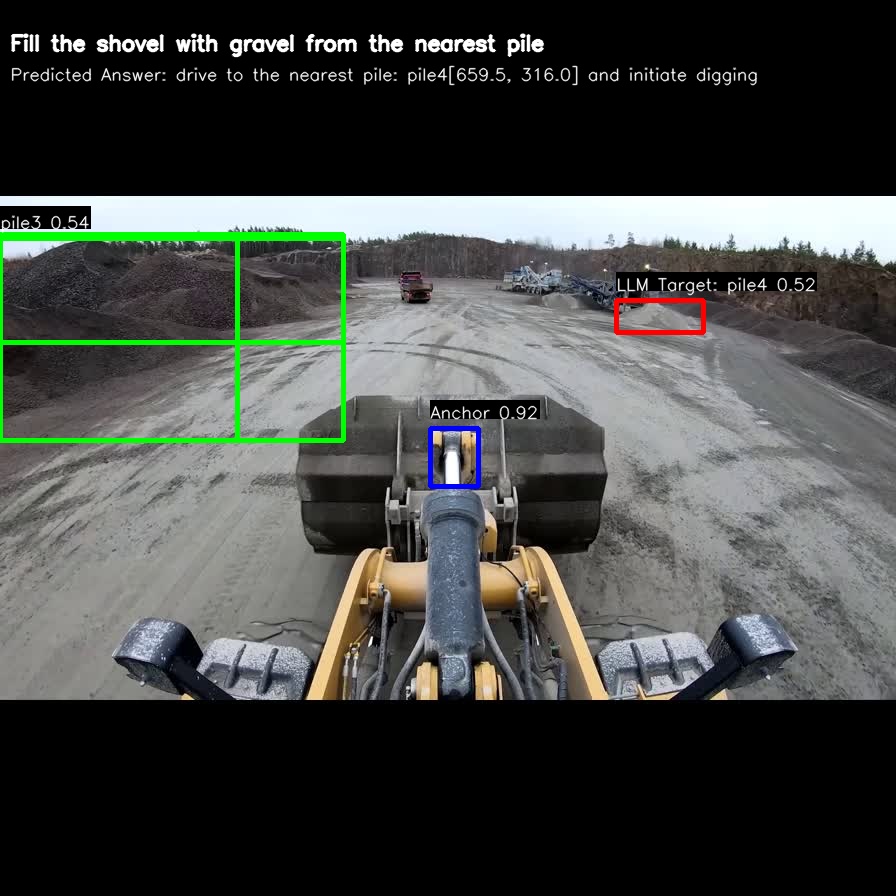 Fill the shovel with gravel from the nearest pile
Predicted Answer: drive to the nearest pile: pile4[659.5, 316.0] and initiate digging
pile3 0.54
LLM Target: pile4 0.52
Anchor 0.92